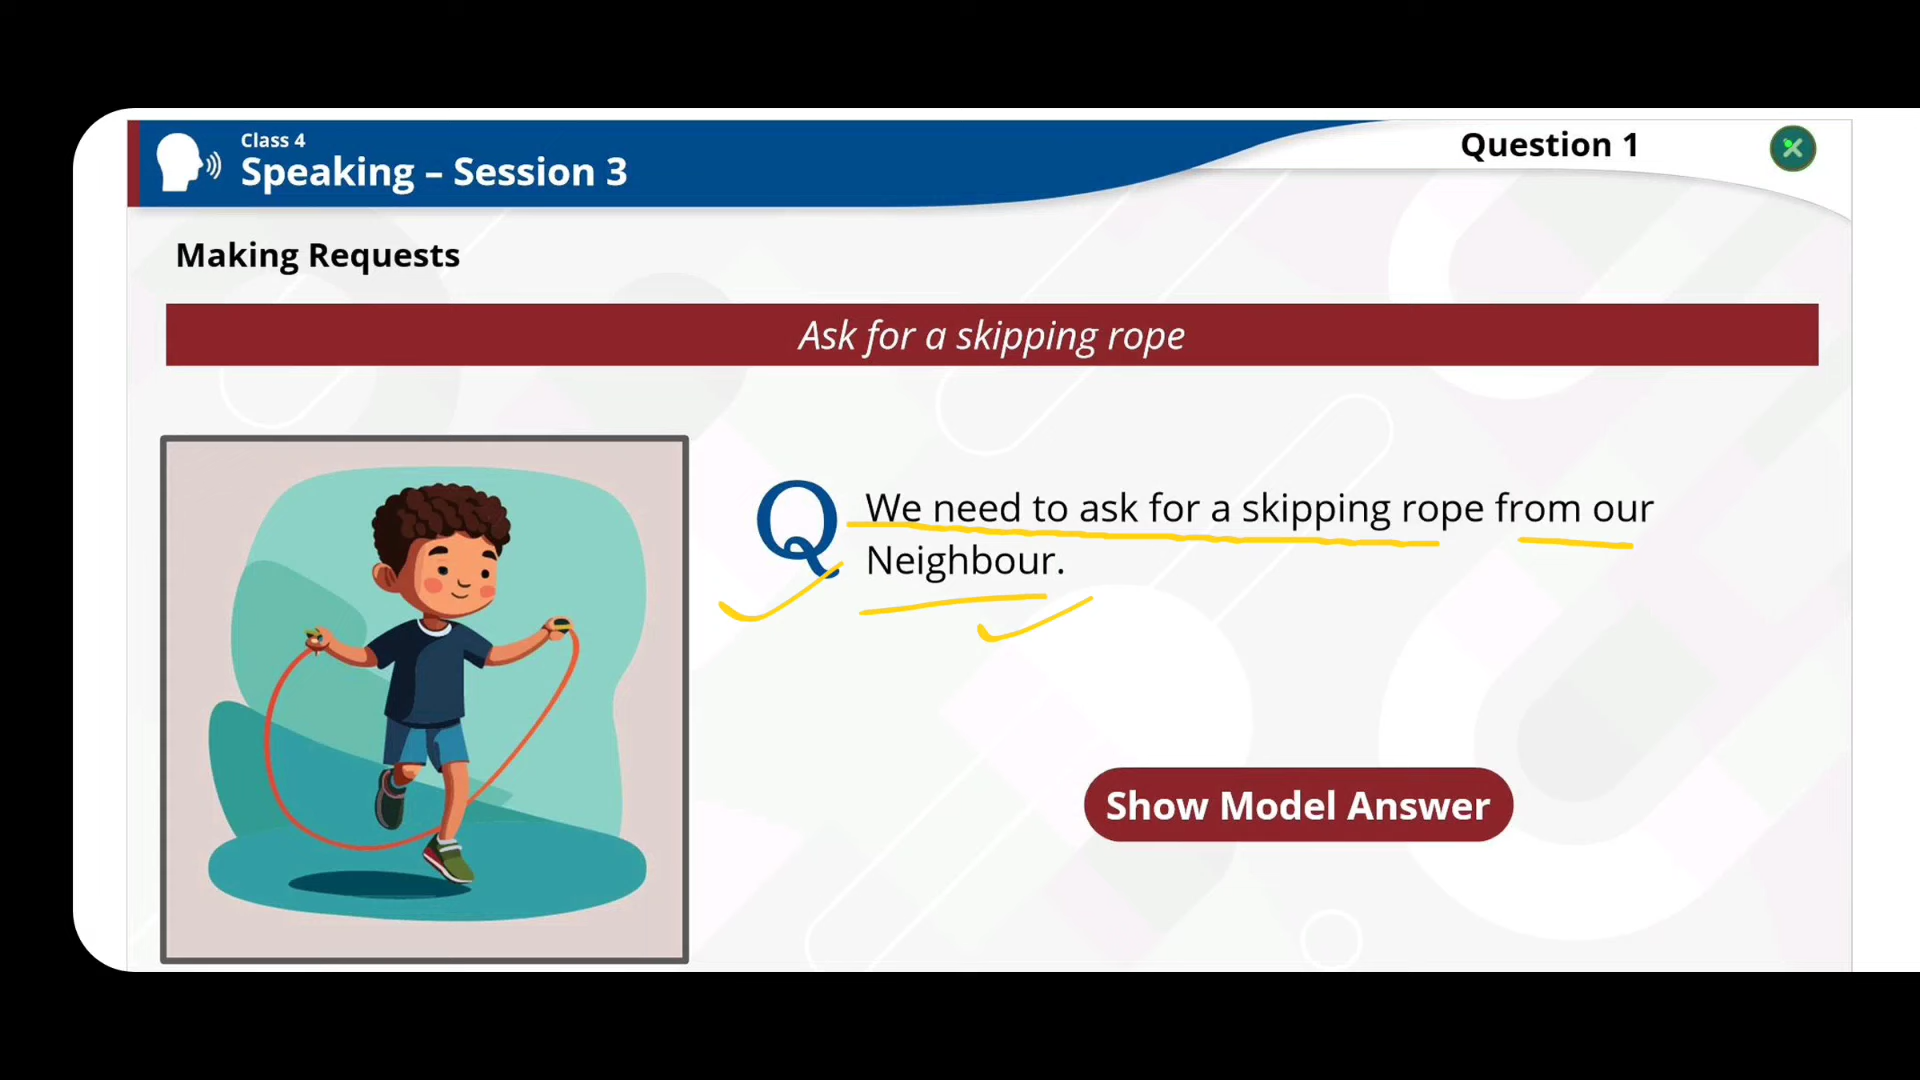 Class 4
Speaking – Session 3
Question 1
Making Requests
Ask for a skipping rope
Q We need to ask for a skipping rope from our
Neighbour.
Show Model Answer